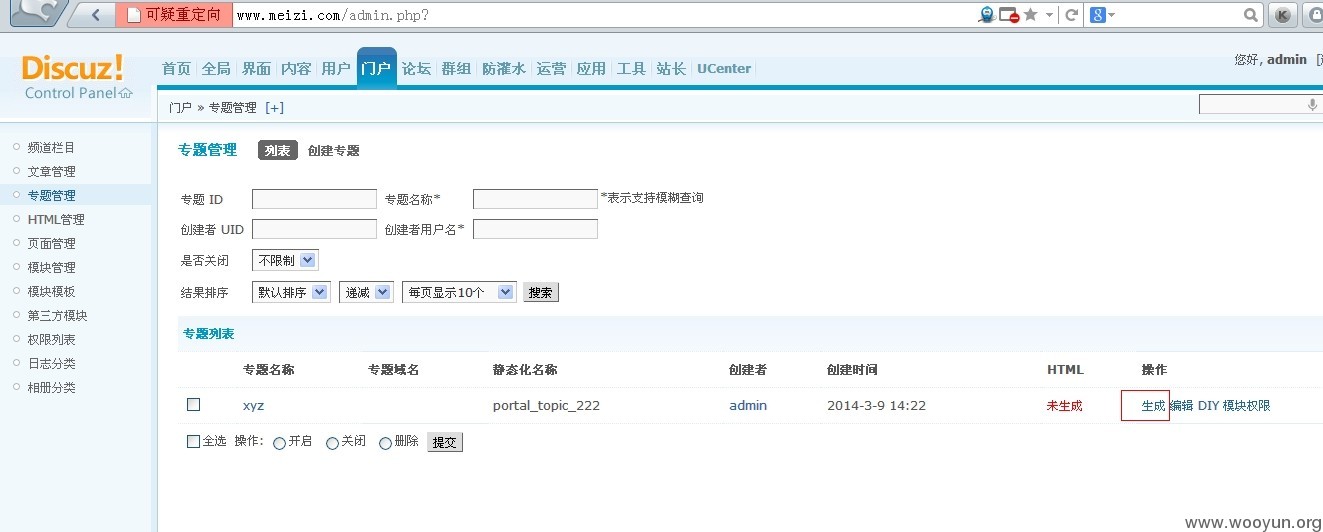 可疑重定向 www.meizi.com/admin.php?
Discuz!
Control Panel
首页 全局 界面 内容 用户 门户 论坛 群组 防灌水 运营 应用 工具 站长 UCenter
您好, admin
门户 » 专题管理 [+]
频道栏目
文章管理
专题管理
HTML管理
页面管理
模块管理
模块模板
第三方模块
权限列表
日志分类
相册分类
专题管理 列表 创建专题
专题 ID 专题名称* *表示支持模糊查询
创建者 UID 创建者用户名*
是否关闭 不限制
结果排序 默认排序 递减 每页显示10个 搜索
专题列表
专题名称 专题域名 静态化名称 创建者 创建时间 HTML 操作
xyz portal_topic_222 admin 2014-3-9 14:22 未生成 生成 编辑 DIY 模块权限
全选 操作: 开启 关闭 删除 提交
www.wooyun.org